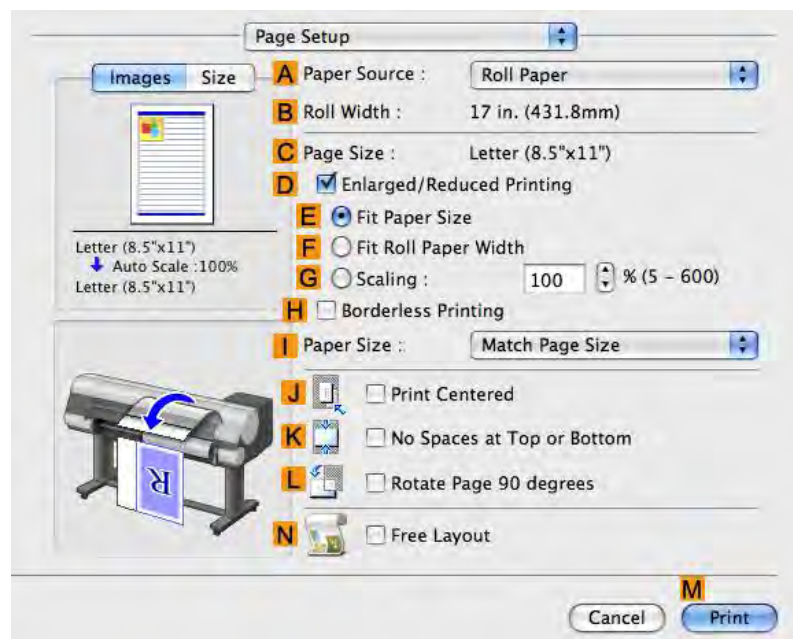 Page Setup
Images Size
A Paper Source : Roll Paper
B Roll Width : 17 in. (431.8mm)
C Page Size : Letter (8.5"x11")
D Enlarged/Reduced Printing
E Fit Paper Size
F Fit Roll Paper Width
G Scaling : 100 % (5 - 600)
Letter (8.5"x11")
Auto Scale :100%
Letter (8.5"x11")
H Borderless Printing
I Paper Size : Match Page Size
J Print Centered
K No Spaces at Top or Bottom
L Rotate Page 90 degrees
R
N Free Layout
M
Cancel Print